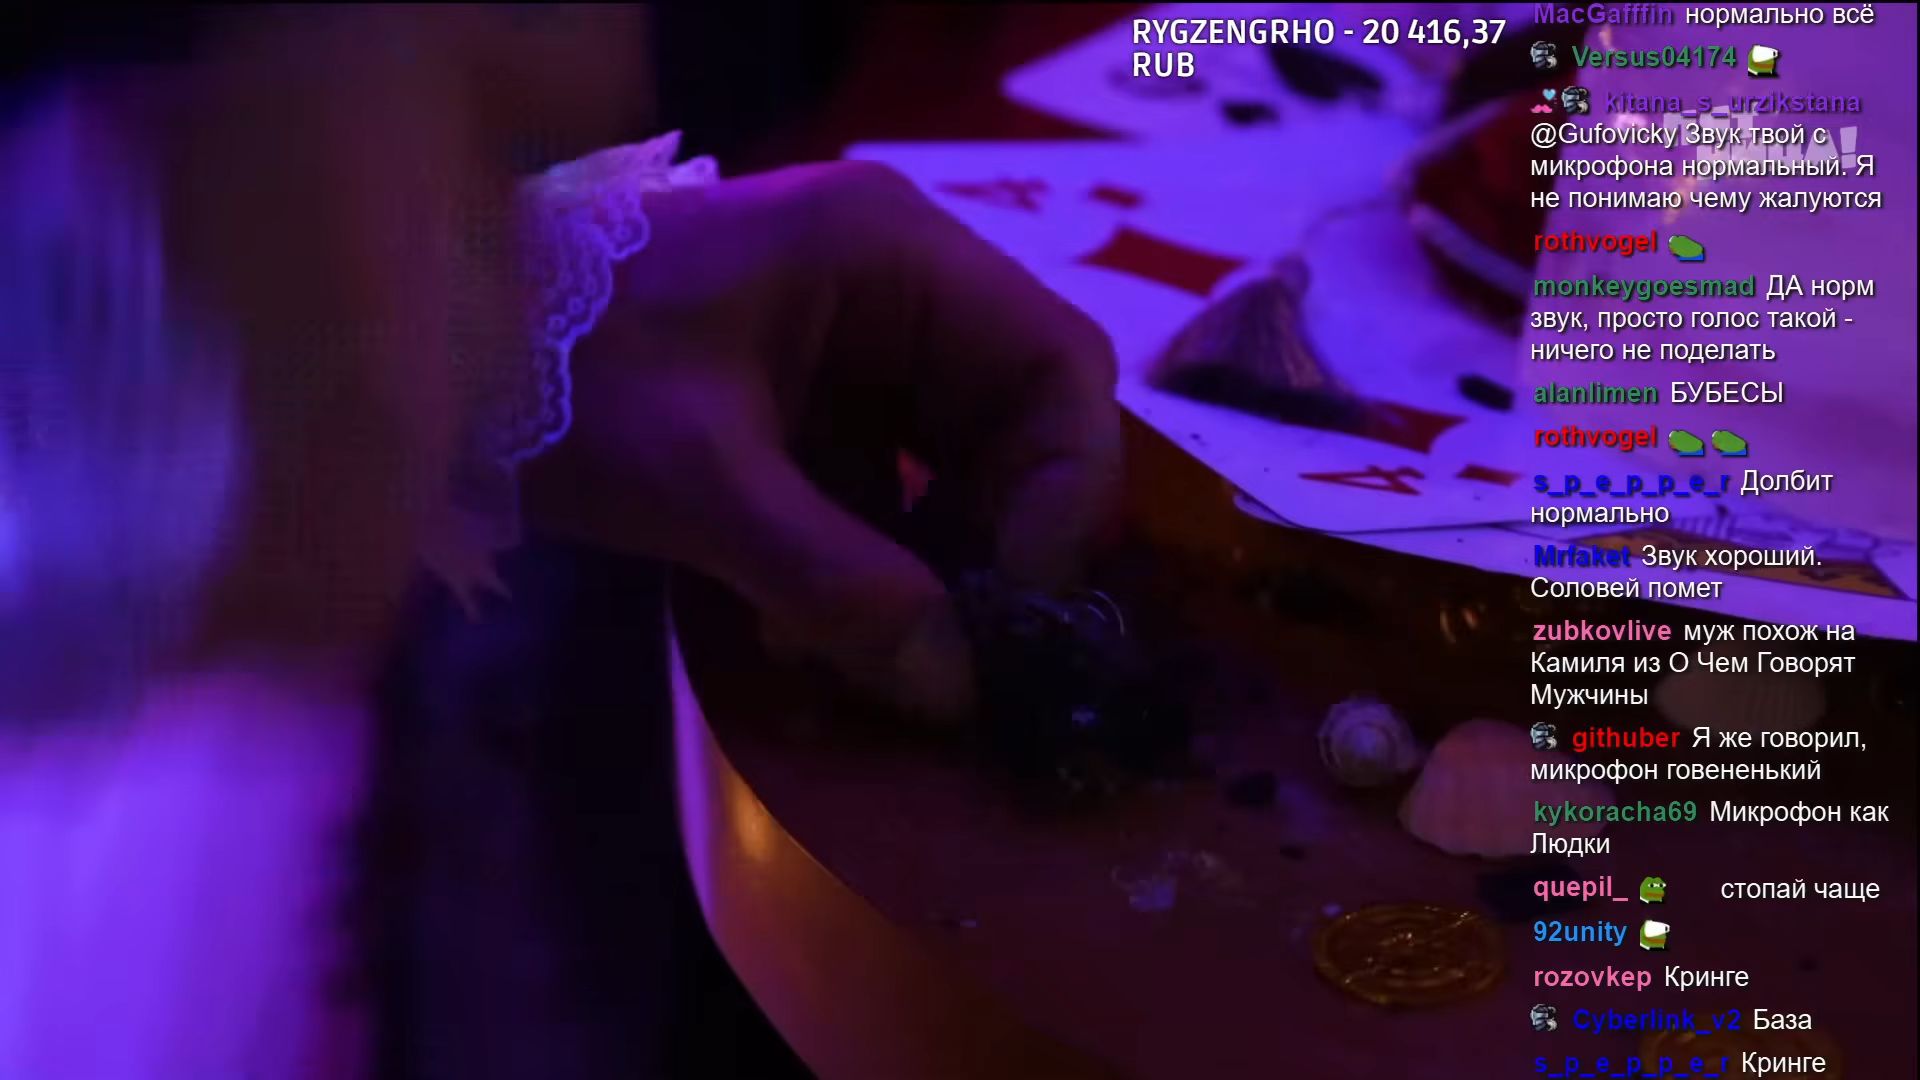 RYGZENGRHO - 20 416,37
RUB
MacGafffin нормально всё
Versus04174
kitana_s_urzikstana
@Gufovicky Звук твой с
микрофона нормальный. Я
не понимаю чему жалуются
rothvogel
monkeygoesmad ДА норм
звук, просто голос такой -
ничего не поделать
alanlimen БУБЕСЫ
rothvogel
s_p_e_p_p_e_r Долбит
нормально
Mrfaket Звук хороший.
Соловей помет
zubkovlive муж похож на
Камиля из О Чем Говорят
Мужчины
githuber Я же говорил,
микрофон говененький
kykoracha69 Микрофон как
Людки
quepil_ стопай чаще
92unity
rozovkep Кринге
Cyberlink_v2 База
s_p_e_p_p_e_r Кринге
4
4